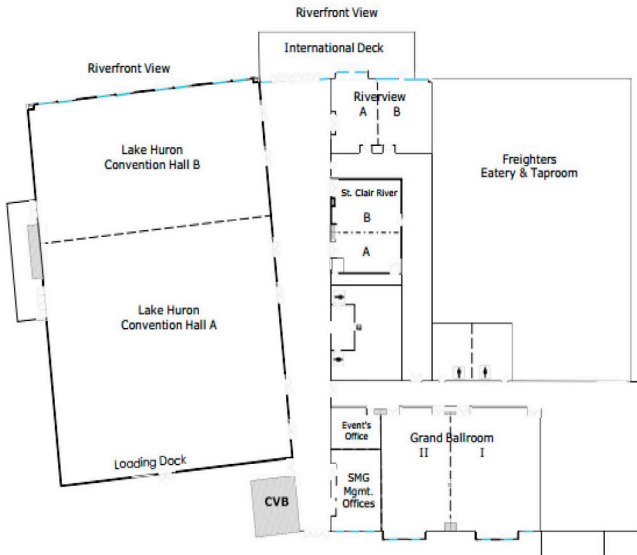 Riverfront View
International Deck
Riverfront View
Riverview
A B
Lake Huron
Convention Hall B
Freighters
Eatery & Taproom
St. Clair River
B
A
Lake Huron
Convention Hall A
Event's
Office
Grand Ballroom
II I
Loading Dock
SMG
Mgmt.
Offices
CVB